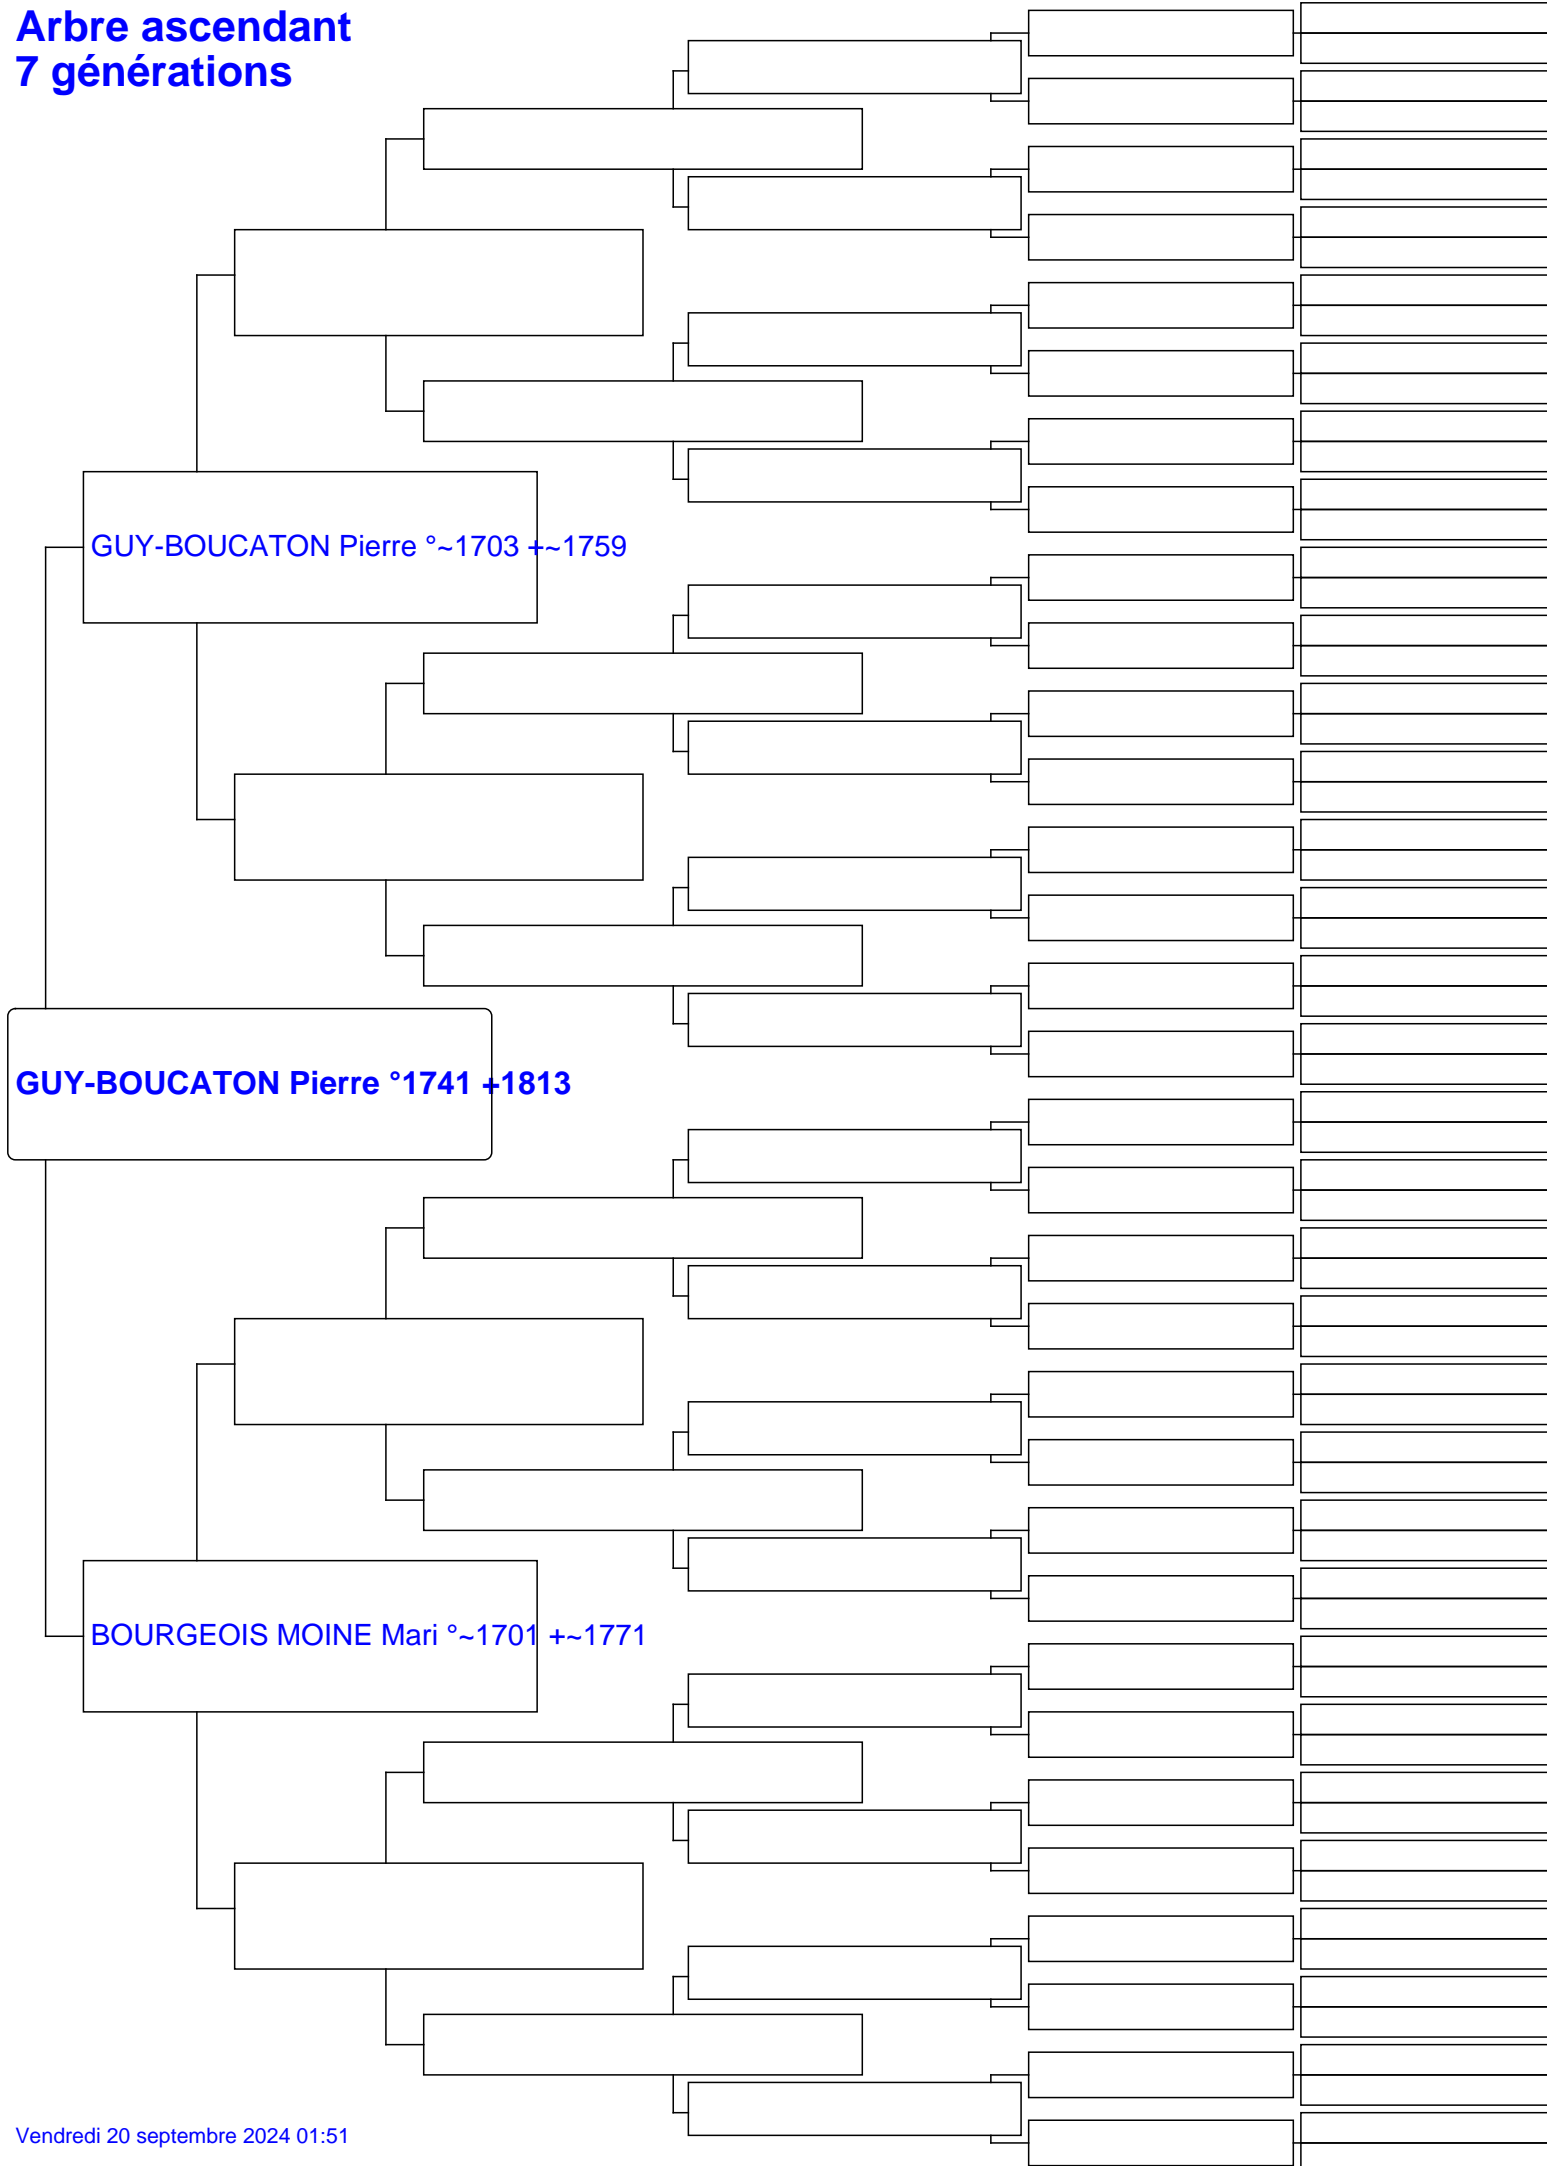 Arbre ascendant
7 générations
GUY-BOUCATON Pierre °~1703 +~1759
GUY-BOUCATON Pierre °1741 +1813
BOURGEOIS MOINE Mari °~1701 +~1771
Vendredi 20 septembre 2024 01:51